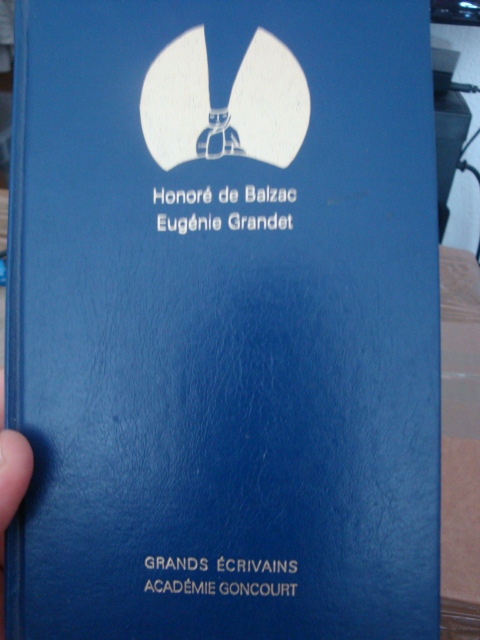 Honoré de Balzac
Eugénie Grandet
GRANDS ÉCRIVAINS
ACADÉMIE GONCOURT